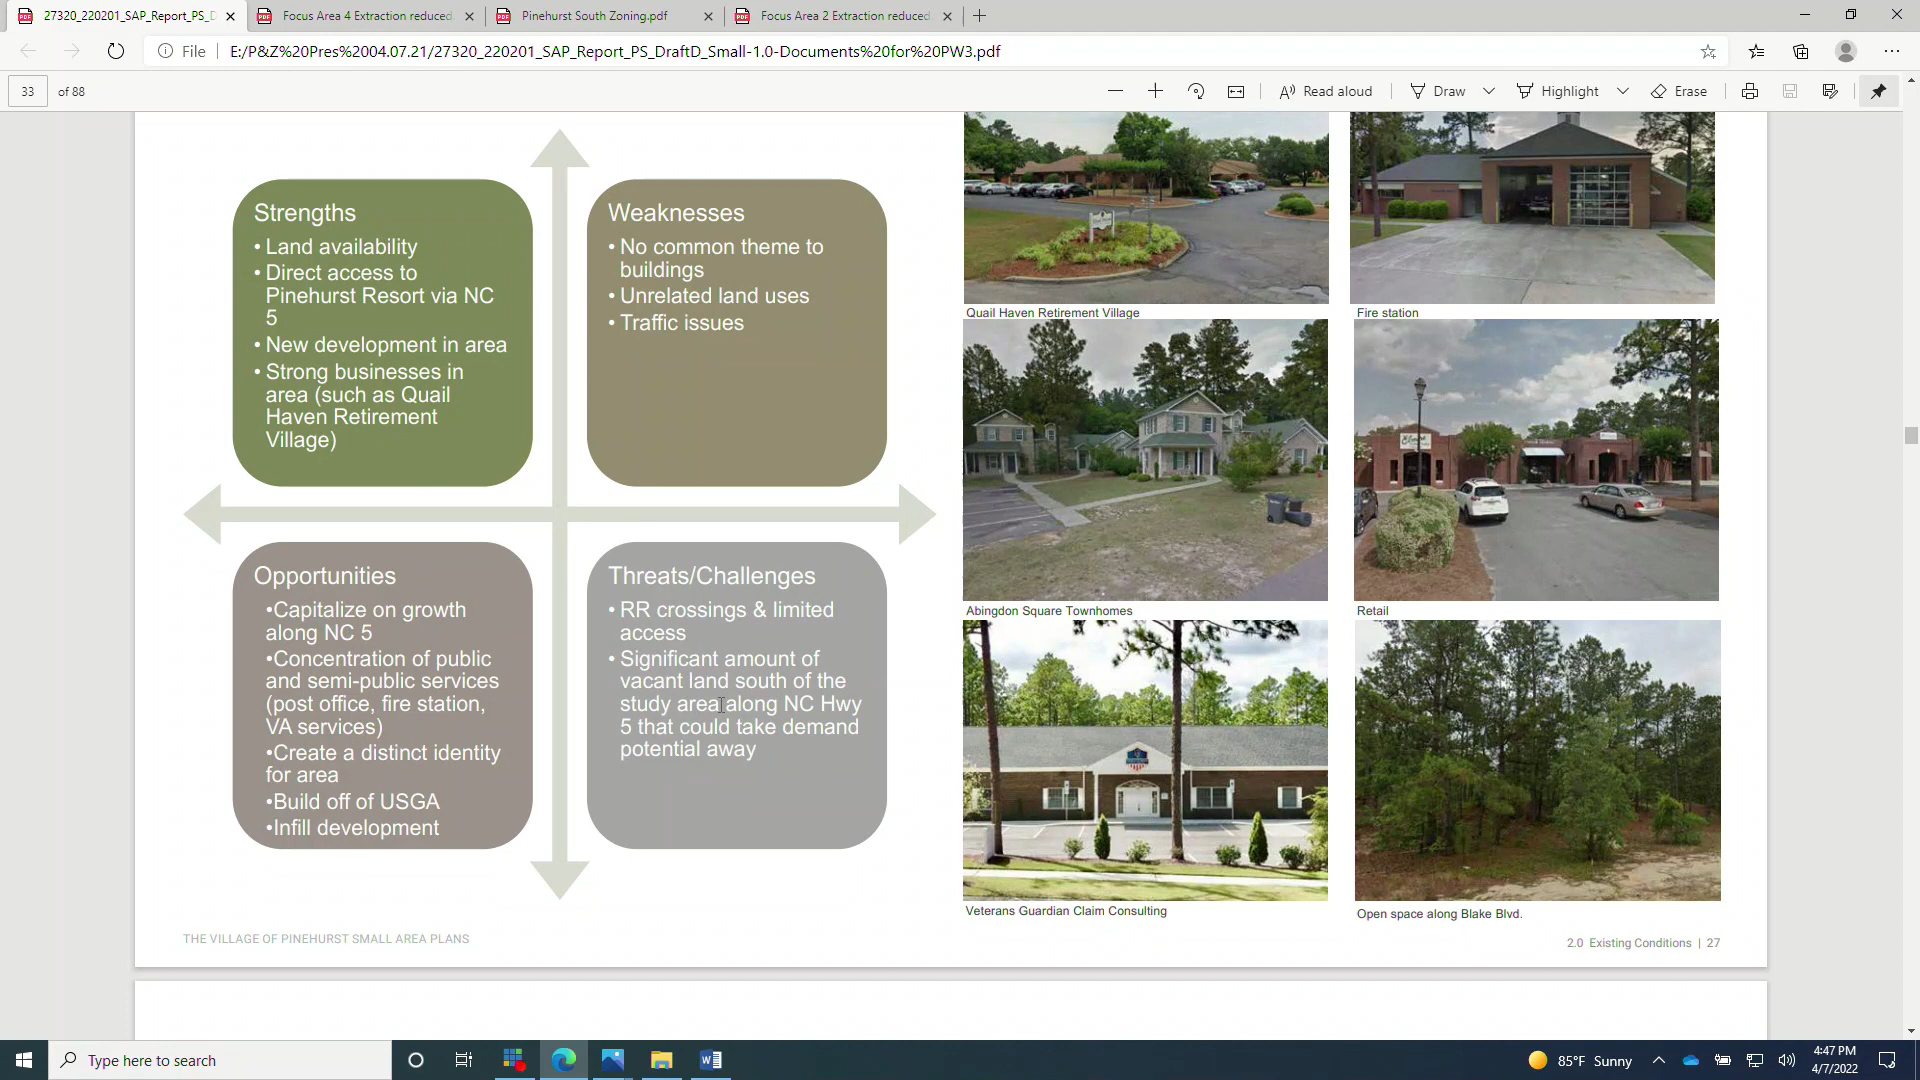 27320_220201_SAP_Report_PS_D
Focus Area 4 Extraction reduced.
Pinehurst South Zoning.pdf
Focus Area 2 Extraction reduced.
File
E:/P&Z%20Pres%2004.07.21/27320_220201_SAP_Report_PS_DraftD_Small-1.0-Documents%20for%20PW3.pdf
33 of 88
Read aloud
Draw
Highlight
Erase
Strengths
• Land availability
• Direct access to
Pinehurst Resort via NC
5
• New development in area
• Strong businesses in
area (such as Quail
Haven Retirement
Village)
Weaknesses
• No common theme to
buildings
• Unrelated land uses
• Traffic issues
Opportunities
•Capitalize on growth
along NC 5
•Concentration of public
and semi-public services
(post office, fire station,
VA services)
•Create a distinct identity
for area
•Build off of USGA
•Infill development
Threats/Challenges
• RR crossings & limited
access
• Significant amount of
vacant land south of the
study area along NC Hwy
5 that could take demand
potential away
Quail Haven Retirement Village
Fire station
Abingdon Square Townhomes
Retail
Veterans Guardian Claim Consulting
Open space along Blake Blvd.
THE VILLAGE OF PINEHURST SMALL AREA PLANS
2.0 Existing Conditions | 27
Type here to search
85°F Sunny
4:47 PM
4/7/2022